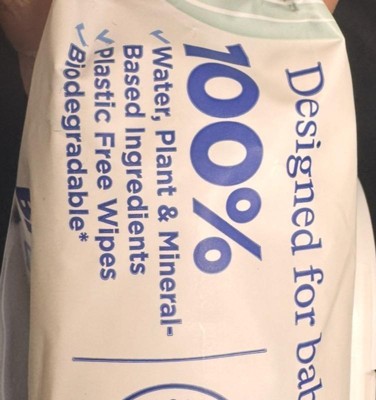 Designed for bab
100%
Water, Plant & Mineral-
Based Ingredients
Plastic Free Wipes
Biodegradable*